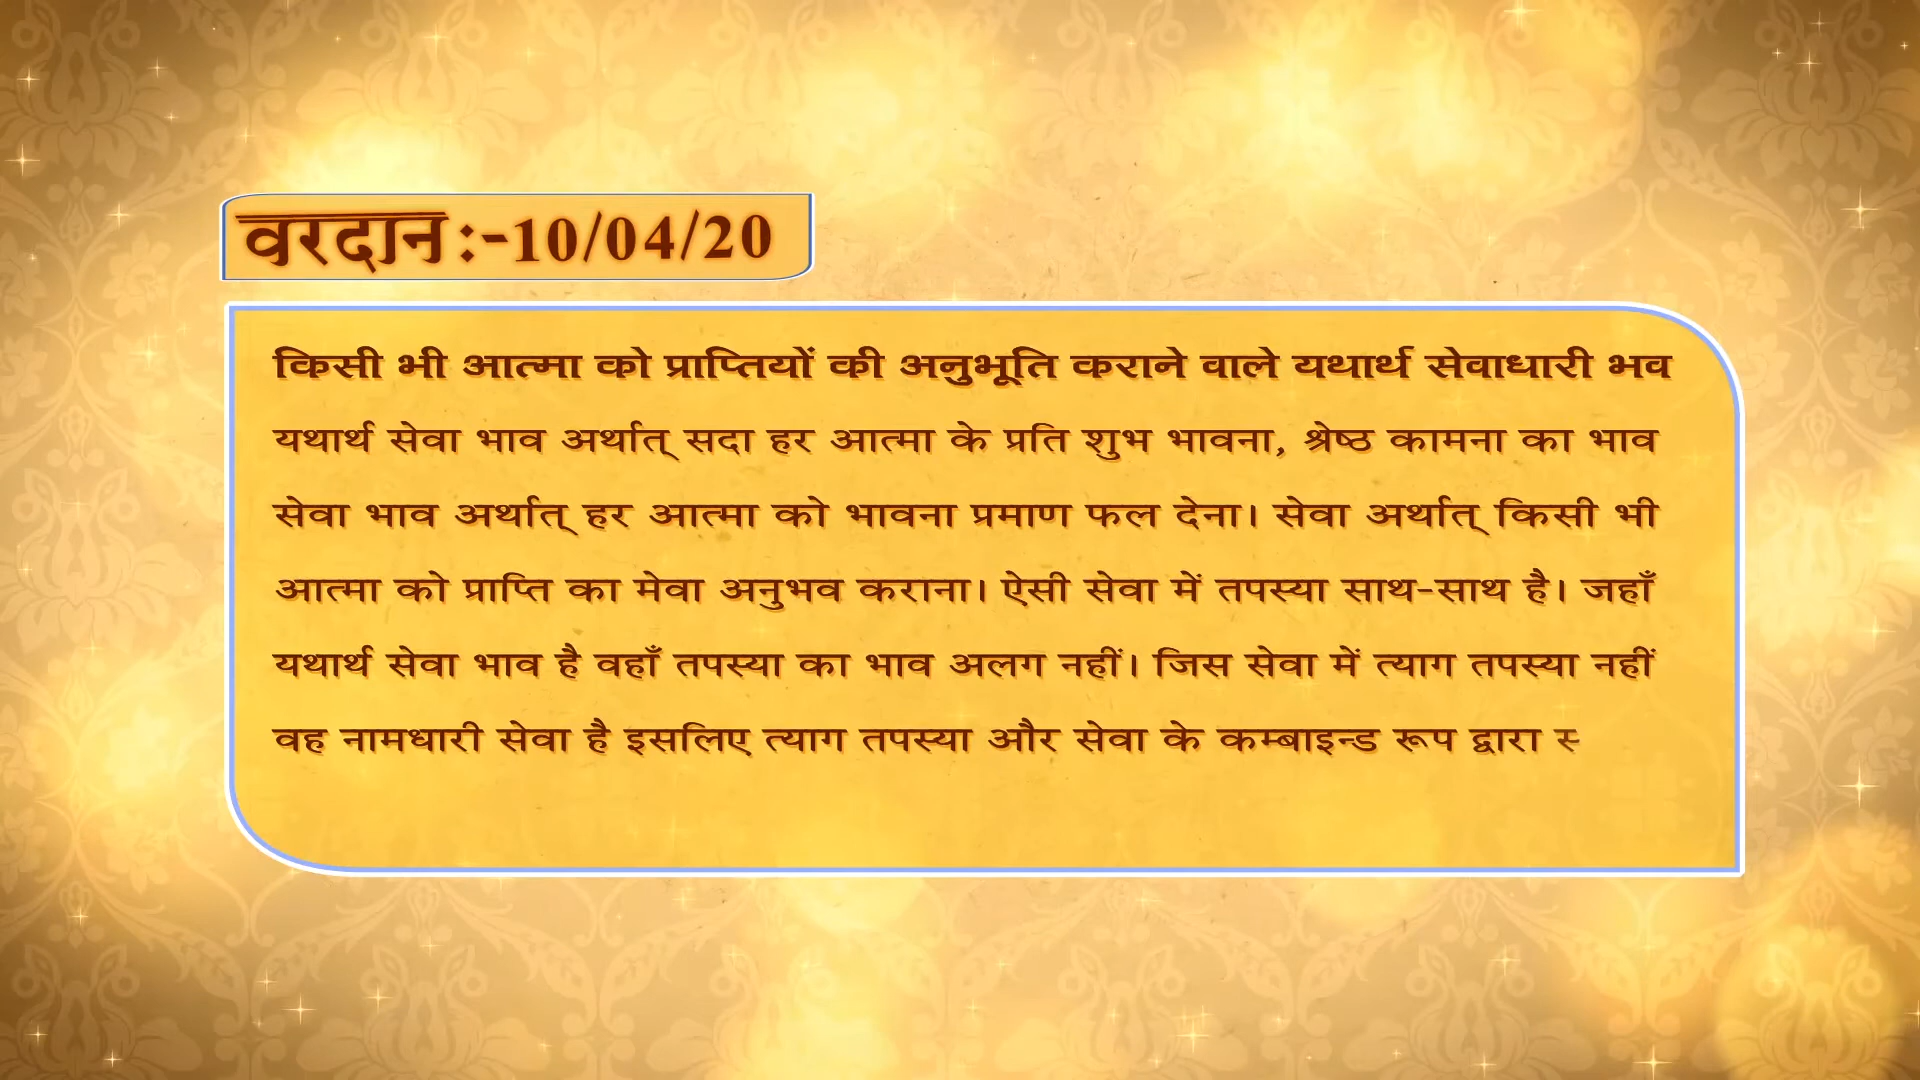 वरदान:-10/04/20
किसी भी आत्मा को प्राप्तियों की अनुभूति कराने वाले यथार्थ सेवाधारी भव
यथार्थ सेवा भाव अर्थात् सदा हर आत्मा के प्रति शुभ भावना, श्रेष्ठ कामना का भाव
सेवा भाव अर्थात् हर आत्मा को भावना प्रमाण फल देना। सेवा अर्थात् किसी भी
आत्मा को प्राप्ति का मेवा अनुभव कराना। ऐसी सेवा में तपस्या साथ-साथ है। जहाँ
यथार्थ सेवा भाव है वहाँ तपस्या का भाव अलग नहीं। जिस सेवा में त्याग तपस्या नहीं
वह नामधारी सेवा है इसलिए त्याग तपस्या और सेवा के कम्बाइन्ड रूप द्वारा